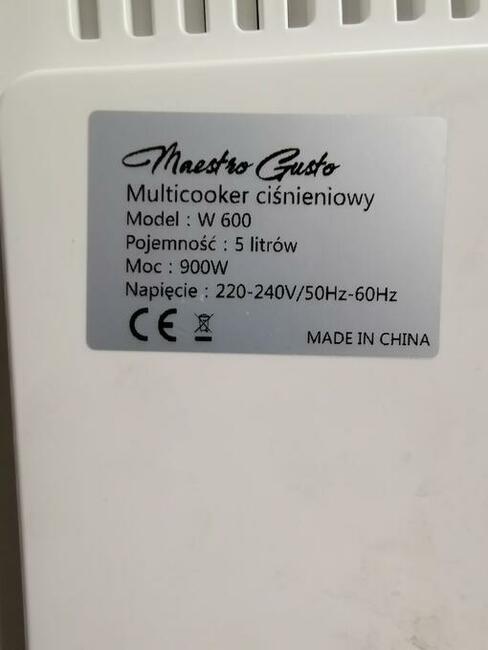 Maestro Gusto
Multicooker ciśnieniowy
Model : W 600
Pojemność : 5 litrów
Moc : 900W
Napięcie : 220-240V/50Hz-60Hz
CE
MADE IN CHINA